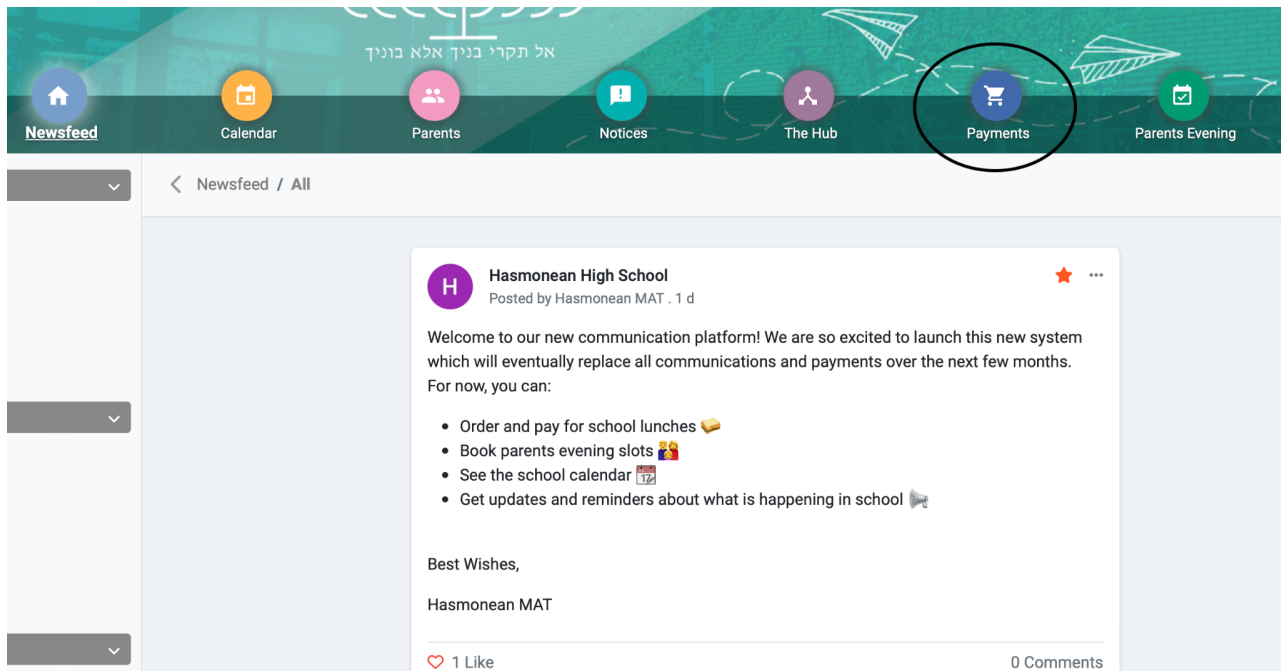 אל תקרי בניך אלא בוניך
Newsfeed
Calendar
Parents
Notices
The Hub
Payments
Parents Evening
Newsfeed / All
H
Hasmonean High School
Posted by Hasmonean MAT . 1 d
Welcome to our new communication platform! We are so excited to launch this new system
which will eventually replace all communications and payments over the next few months.
For now, you can:
• Order and pay for school lunches 🥪
• Book parents evening slots 👪
• See the school calendar 📆
• Get updates and reminders about what is happening in school 📢
Best Wishes,
Hasmonean MAT
1 Like
0 Comments